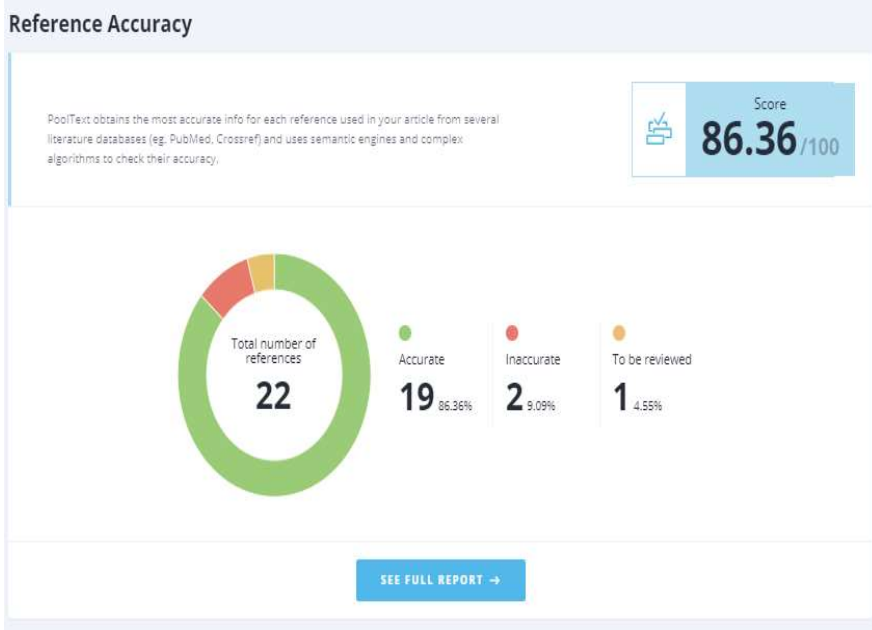 Reference Accuracy
PoolText obtains the most accurate info for each reference used in your article from several
literature databases (eg. PubMed, Crossref) and uses semantic engines and complex
algorithms to check their accuracy.
Score
86.36/100
Total number of
references
22
Accurate
19 86.36%
Inaccurate
2 9.09%
To be reviewed
1 4.55%
SEE FULL REPORT →